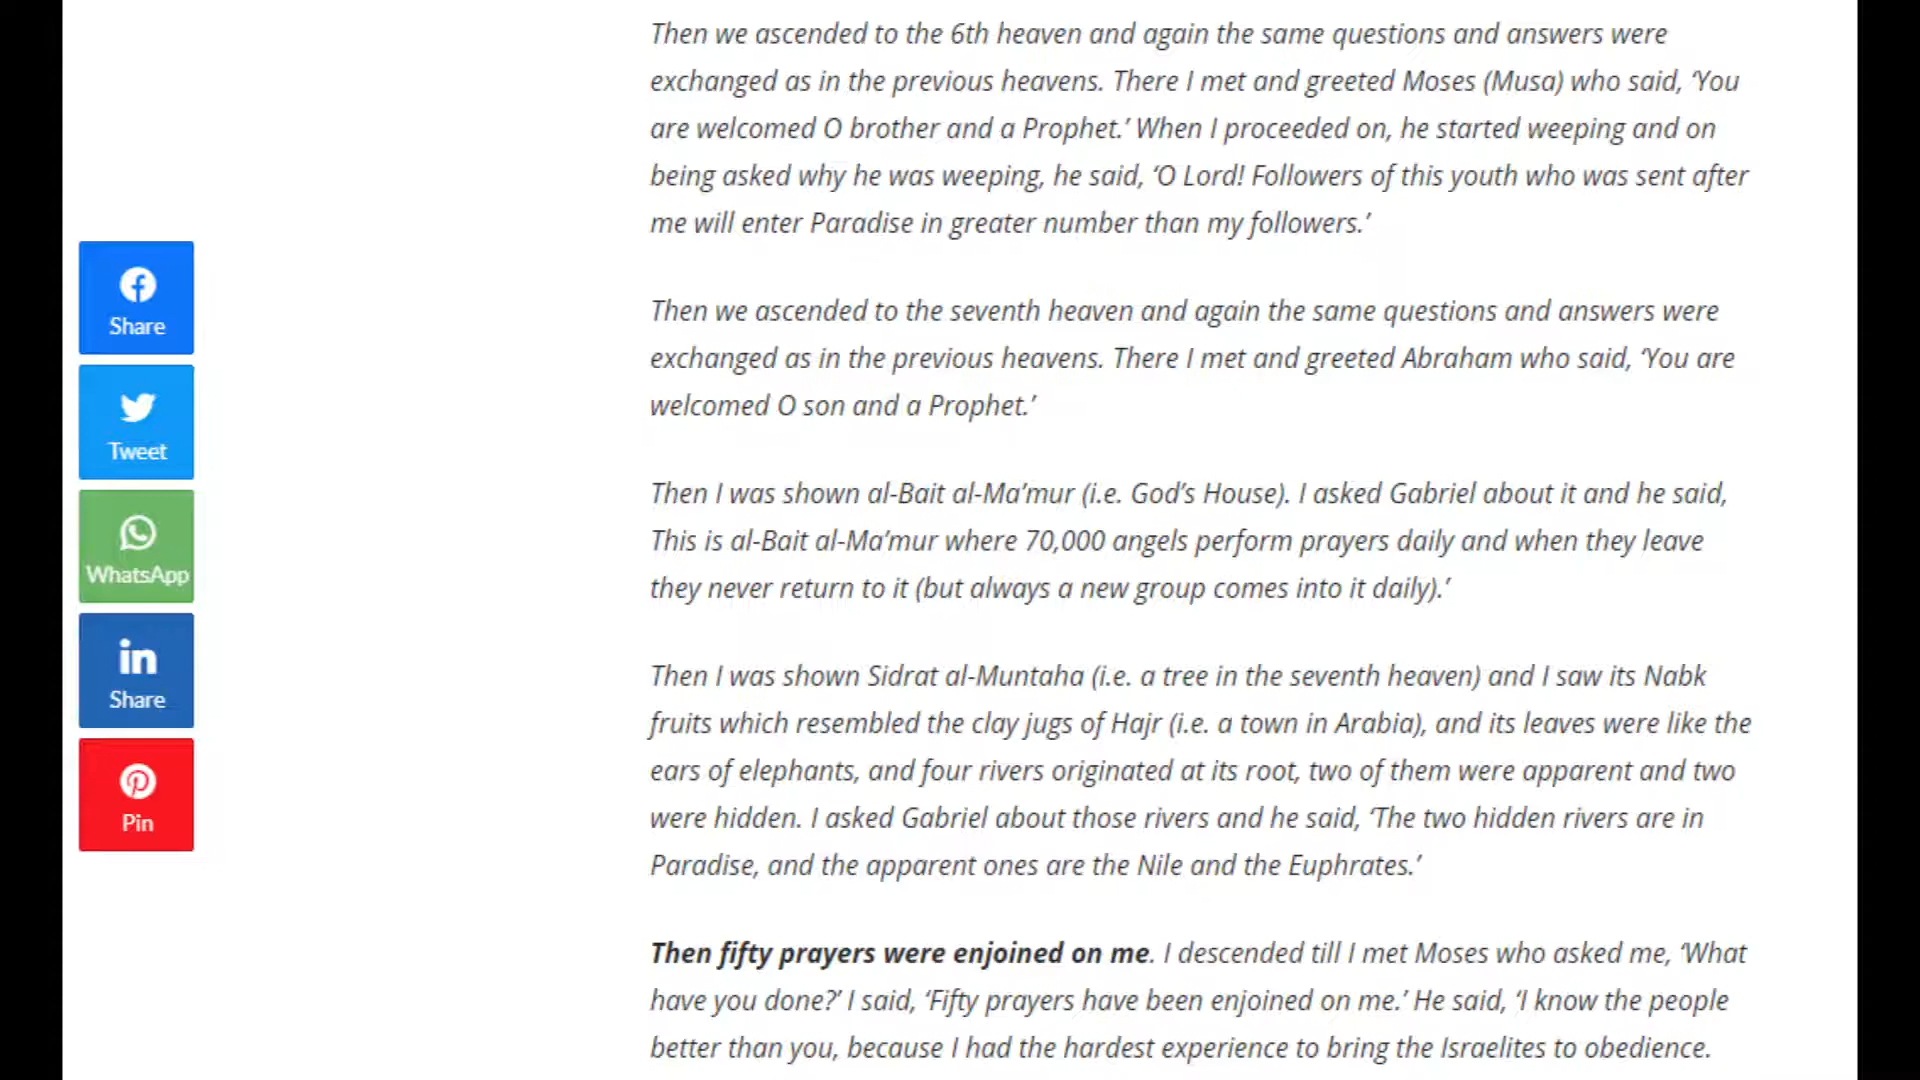 Then we ascended to the 6th heaven and again the same questions and answers were
exchanged as in the previous heavens. There I met and greeted Moses (Musa) who said, ‘You
are welcomed O brother and a Prophet.’ When I proceeded on, he started weeping and on
being asked why he was weeping, he said, ‘O Lord! Followers of this youth who was sent after
me will enter Paradise in greater number than my followers.’
Then we ascended to the seventh heaven and again the same questions and answers were
exchanged as in the previous heavens. There I met and greeted Abraham who said, ‘You are
welcomed O son and a Prophet.’
Then I was shown al-Bait al-Ma’mur (i.e. God’s House). I asked Gabriel about it and he said,
This is al-Bait al-Ma’mur where 70,000 angels perform prayers daily and when they leave
they never return to it (but always a new group comes into it daily).’
Then I was shown Sidrat al-Muntaha (i.e. a tree in the seventh heaven) and I saw its Nabk
fruits which resembled the clay jugs of Hajr (i.e. a town in Arabia), and its leaves were like the
ears of elephants, and four rivers originated at its root, two of them were apparent and two
were hidden. I asked Gabriel about those rivers and he said, ‘The two hidden rivers are in
Paradise, and the apparent ones are the Nile and the Euphrates.’
Then fifty prayers were enjoined on me. I descended till I met Moses who asked me, ‘What
have you done?’ I said, ‘Fifty prayers have been enjoined on me.’ He said, ‘I know the people
better than you, because I had the hardest experience to bring the Israelites to obedience.
Share
Tweet
WhatsApp
in
Share
Pin